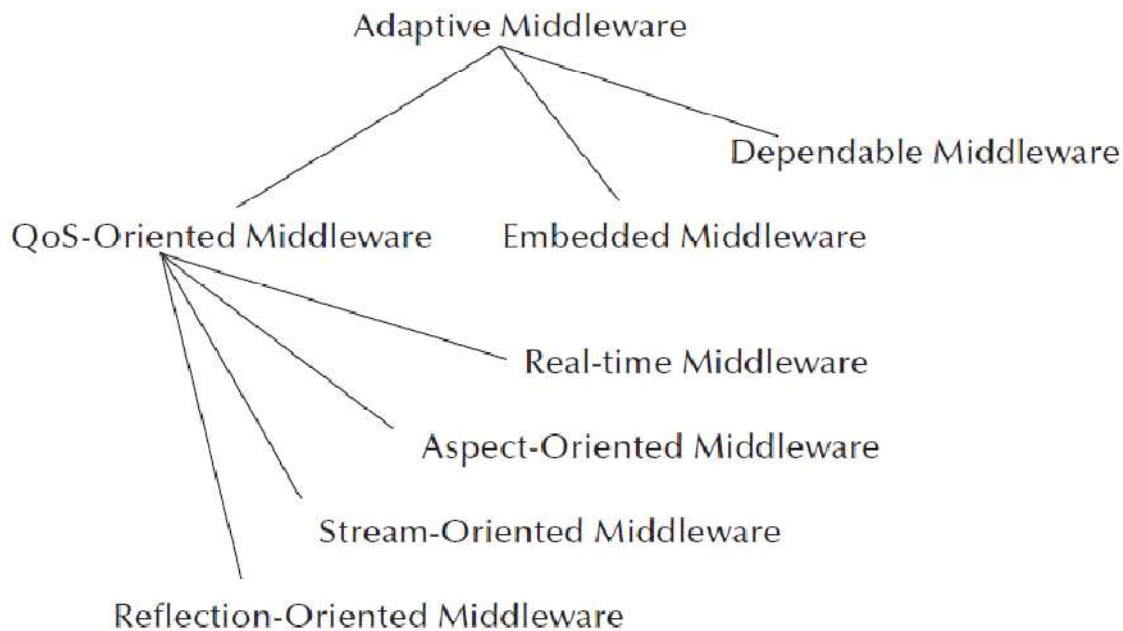 Adaptive Middleware
Dependable Middleware
QoS-Oriented Middleware
Embedded Middleware
Real-time Middleware
Aspect-Oriented Middleware
Stream-Oriented Middleware
Reflection-Oriented Middleware